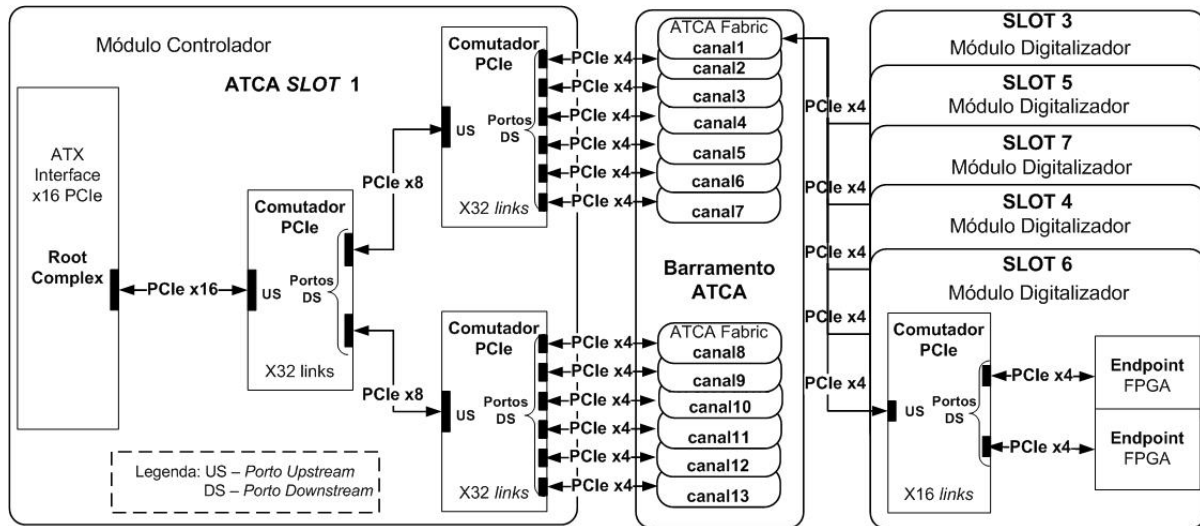 Módulo Controlador
ATCA SLOT 1
ATX
Interface
x16 PCIe
Root
Complex
PCIe x16
Comutador
PCIe
US
Portos
DS
X32 links
PCIe x8
PCIe x8
Comutador
PCIe
US
Portos
DS
X32 links
Comutador
PCIe
US
Portos
DS
X32 links
Legenda: US – Porto Upstream
DS – Porto Downstream
PCIe x4
PCIe x4
PCIe x4
PCIe x4
PCIe x4
PCIe x4
PCIe x4
PCIe x4
PCIe x4
PCIe x4
PCIe x4
PCIe x4
ATCA Fabric
canal1
canal2
canal3
canal4
canal5
canal6
canal7
Barramento
ATCA
ATCA Fabric
canal8
canal9
canal10
canal11
canal12
canal13
PCIe x4
PCIe x4
PCIe x4
PCIe x4
PCIe x4
SLOT 3
Módulo Digitalizador
SLOT 5
Módulo Digitalizador
SLOT 7
Módulo Digitalizador
SLOT 4
Módulo Digitalizador
SLOT 6
Módulo Digitalizador
Comutador
PCIe
US
Portos
DS
X16 links
PCIe x4
PCIe x4
Endpoint
FPGA
Endpoint
FPGA